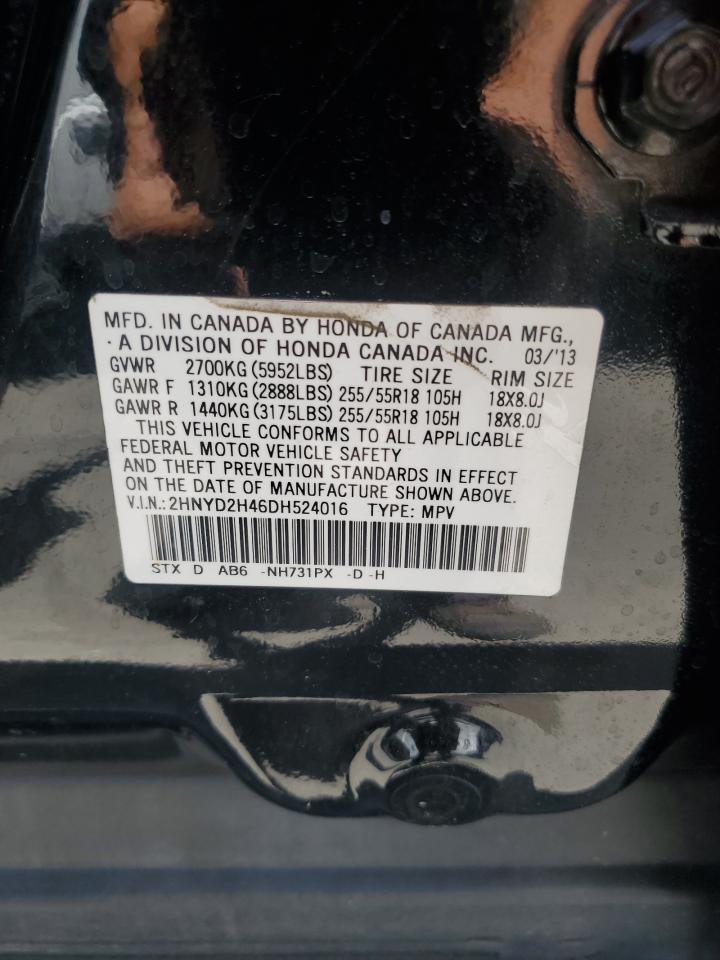 MFD. IN CANADA BY HONDA OF CANADA MFG.,
· A DIVISION OF HONDA CANADA INC. 03/'13
GVWR 2700KG(5952LBS) TIRE SIZE RIM SIZE
GAWR F 1310KG(2888LBS) 255/55R18 105H 18X8.0J
GAWR R 1440KG(3175LBS) 255/55R18 105H 18X8.0J
THIS VEHICLE CONFORMS TO ALL APPLICABLE
FEDERAL MOTOR VEHICLE SAFETY
AND THEFT PREVENTION STANDARDS IN EFFECT
ON THE DATE OF MANUFACTURE SHOWN ABOVE.
V.I.N.: 2HNYD2H46DH524016 TYPE: MPV
STX D AB6 -NH731PX -D -H